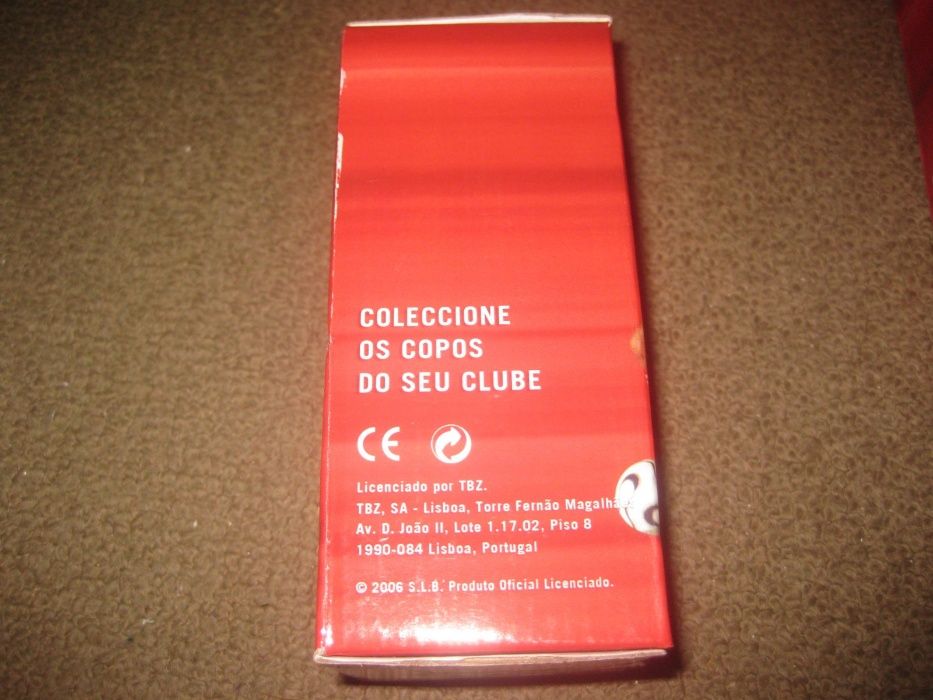 COLECCIONE
OS COPOS
DO SEU CLUBE
CE
Licenciado por TBZ.
TBZ, SA - Lisboa, Torre Fernão Magalhães
Av. D. João II, Lote 1.17.02, Piso 8
1990-084 Lisboa, Portugal
© 2006 S.L.B. Produto Oficial Licenciado.